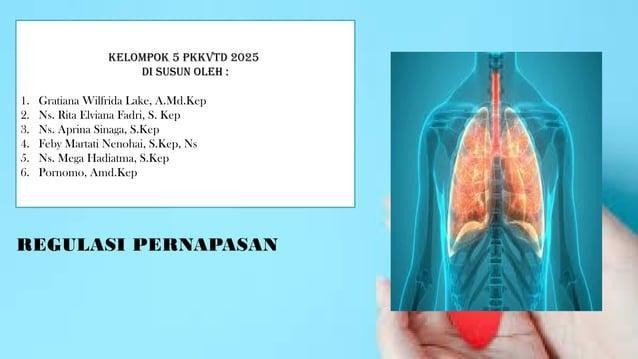 KELOMPOK 5 PKKVTD 2025
DI SUSUN OLEH :
1. Gratiana Wilfrida Lake, A.Md.Kep
2. Ns. Rita Elviana Fadri, S. Kep
3. Ns. Aprina Sinaga, S.Kep
4. Feby Martati Nenohai, S.Kep, Ns
5. Ns. Mega Hadiatma, S.Kep
6. Pornomo, Amd.Kep
REGULASI PERNAPASAN